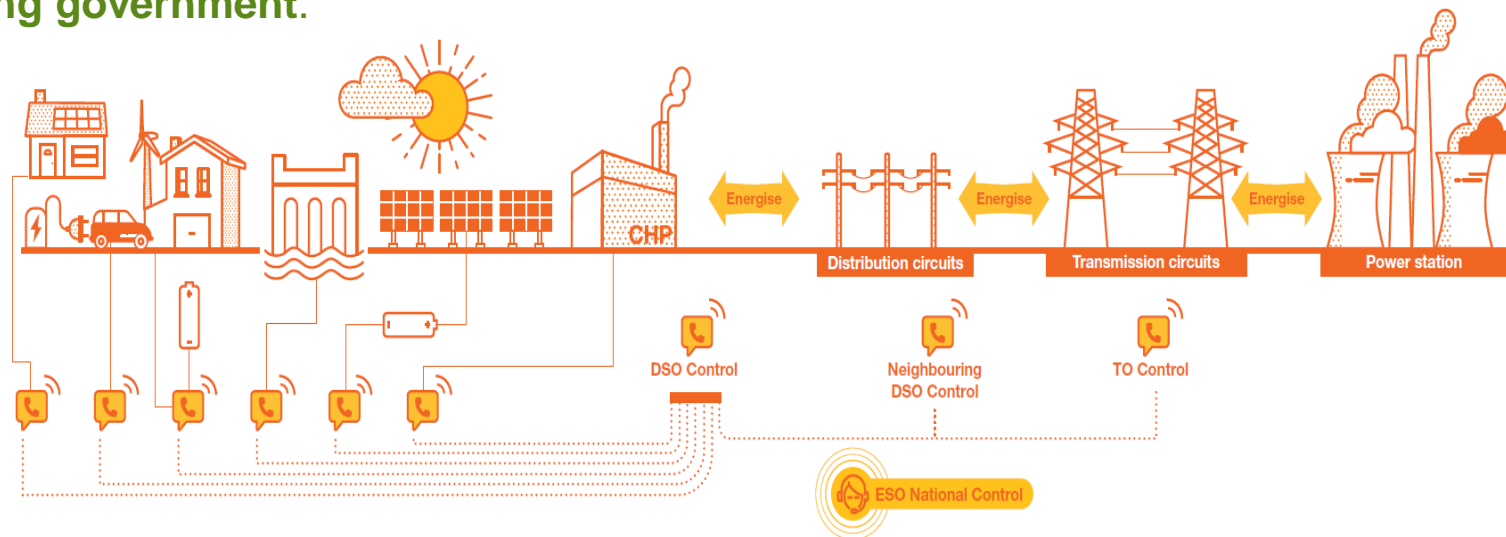 ng government.
CHP
Energise
Energise
Energise
Distribution circuits
Transmission circuits
Power station
DSO Control
Neighbouring
DSO Control
TO Control
ESO National Control